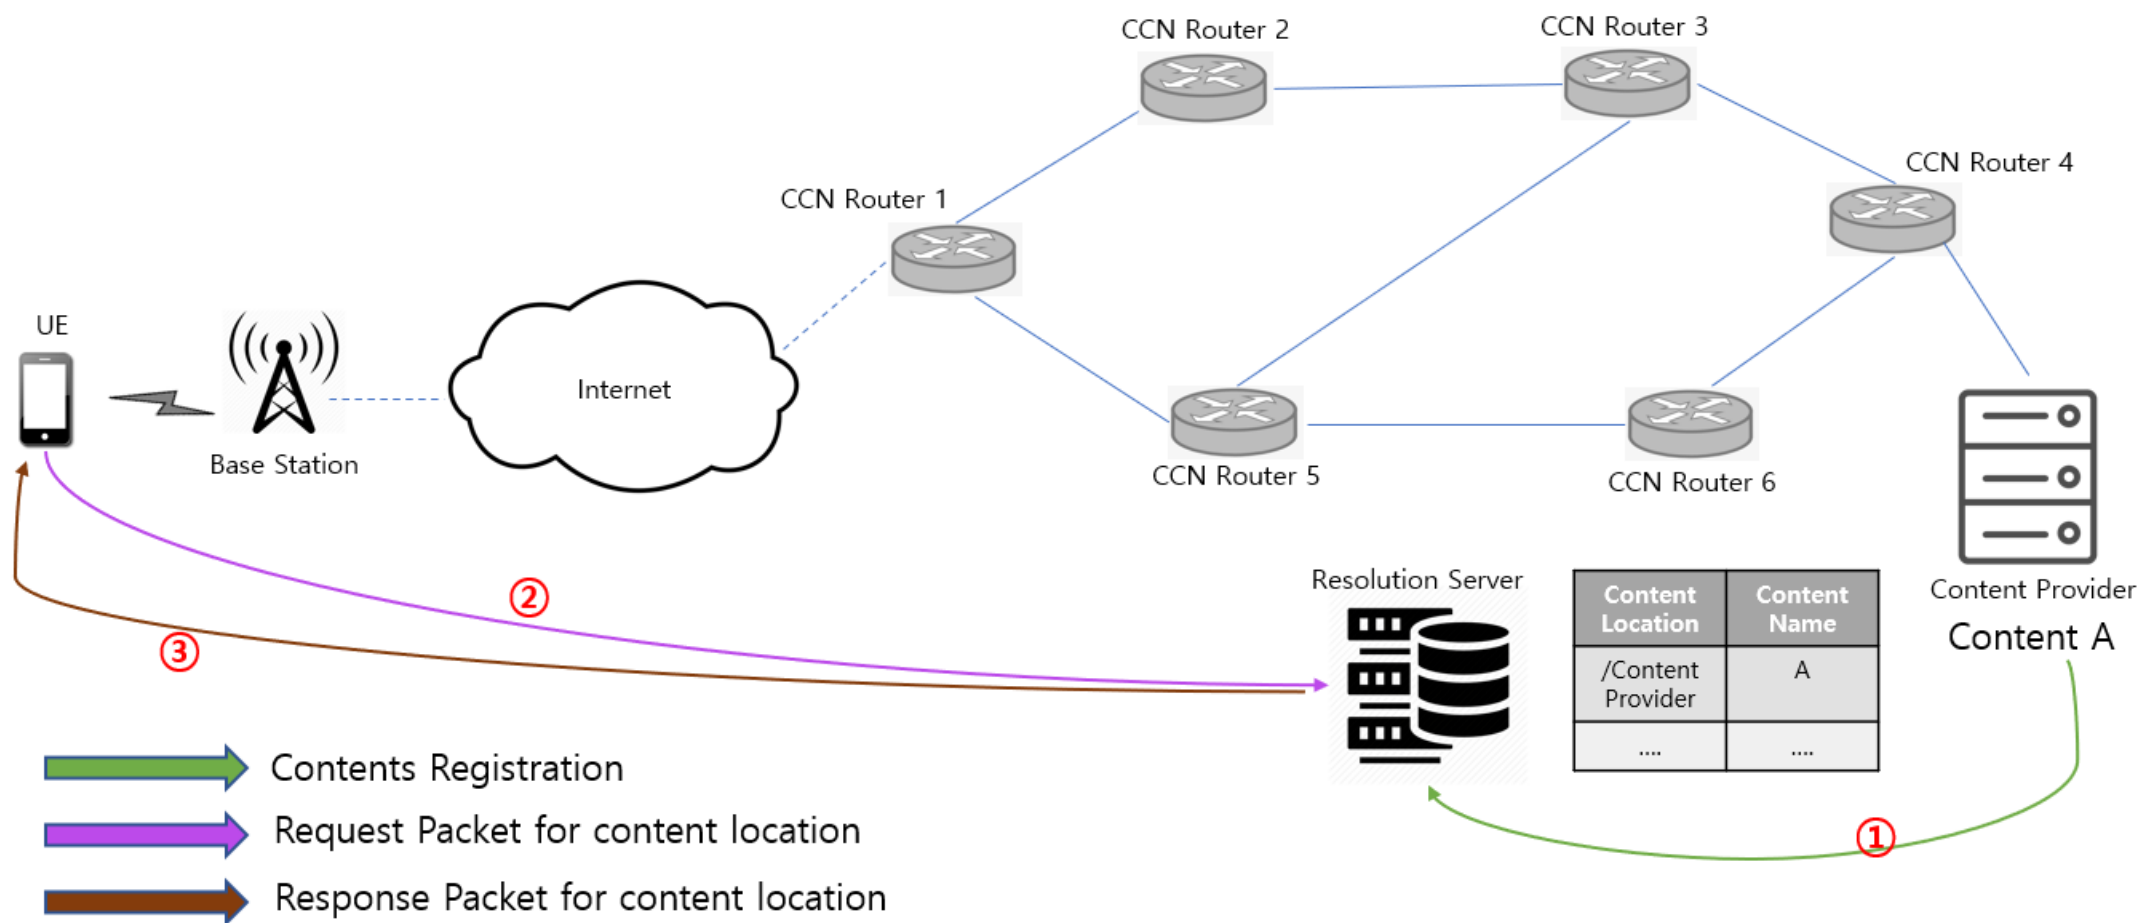 CCN Router 2
CCN Router 3
CCN Router 4
CCN Router 1
UE
Internet
Base Station
CCN Router 5
CCN Router 6
Resolution Server
Content
Location
Content
Name
/Content
Provider
A
....
....
Content Provider
Content A
②
③
①
Contents Registration
Request Packet for content location
Response Packet for content location